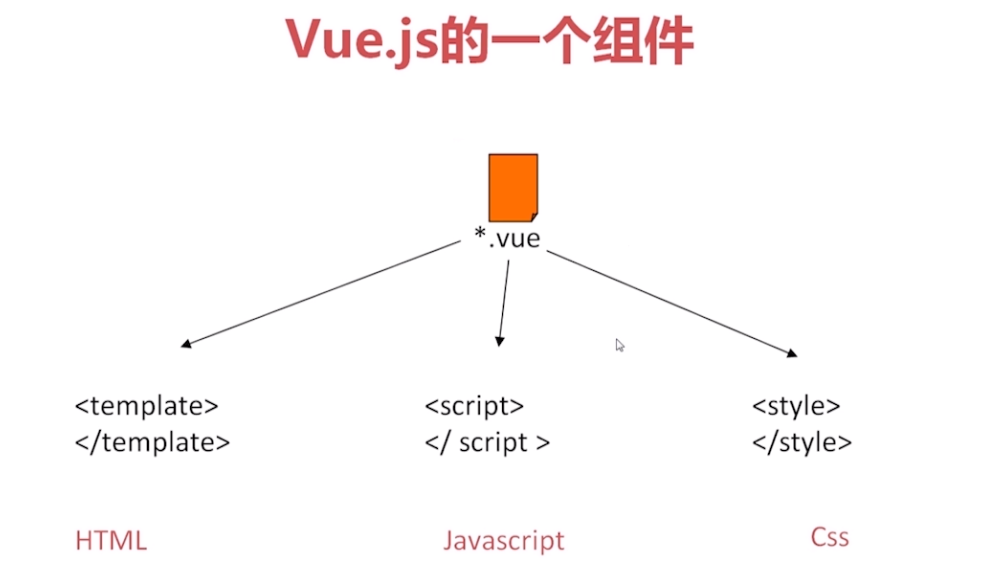 Vue.js的一个组件
*.vue
<template>
</template>
<script>
</ script >
<style>
</style>
HTML
Javascript
Css